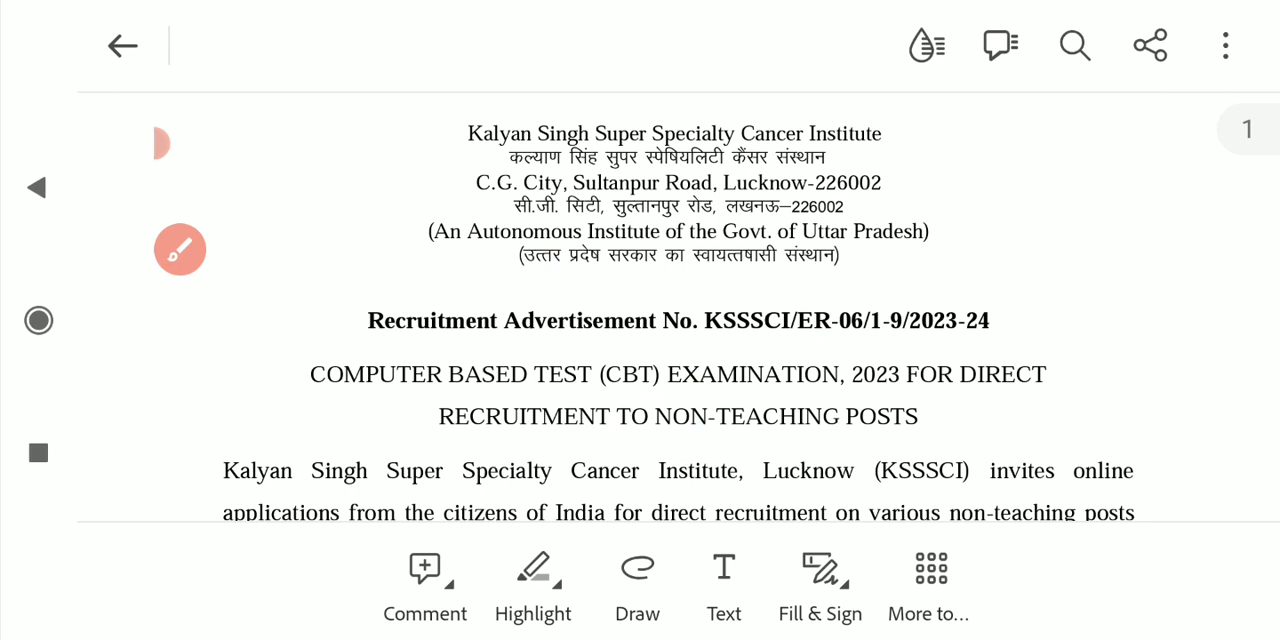 1
Kalyan Singh Super Specialty Cancer Institute
कल्याण सिंह सुपर स्पेषियलिटी कैंसर संस्थान
C.G. City, Sultanpur Road, Lucknow-226002
सी.जी. सिटी, सुल्तानपुर रोड, लखनऊ–226002
(An Autonomous Institute of the Govt. of Uttar Pradesh)
(उत्तर प्रदेष सरकार का स्वायत्तषासी संस्थान)
Recruitment Advertisement No. KSSSCI/ER-06/1-9/2023-24
COMPUTER BASED TEST (CBT) EXAMINATION, 2023 FOR DIRECT
RECRUITMENT TO NON-TEACHING POSTS
Kalyan Singh Super Specialty Cancer Institute, Lucknow (KSSSCI) invites online
applications from the citizens of India for direct recruitment on various non-teaching posts
Comment Highlight Draw Text Fill & Sign More to...